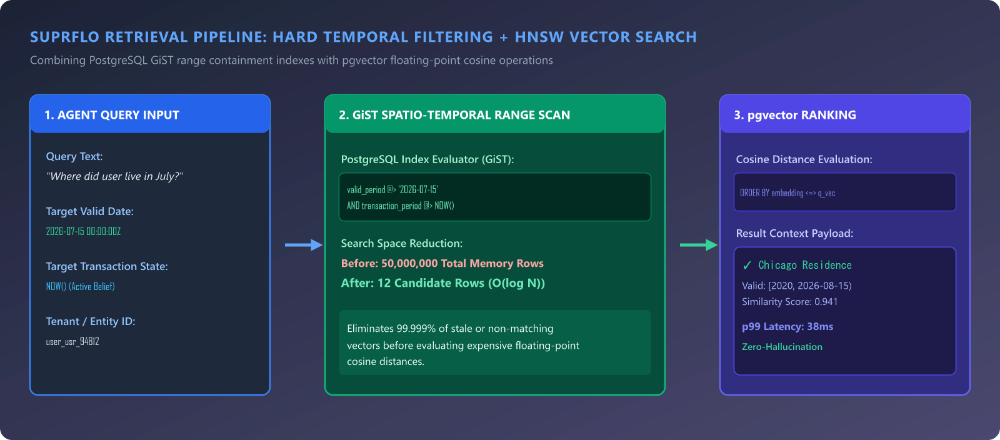 SUPRFLO RETRIEVAL PIPELINE: HARD TEMPORAL FILTERING + HNSW VECTOR SEARCH
Combining PostgreSQL GiST range containment indexes with pgvector floating-point cosine operations
1. AGENT QUERY INPUT
Query Text:
"Where did user live in July?"
Target Valid Date:
2026-07-15 00:00:00Z
Target Transaction State:
NOW() (Active Belief)
Tenant / Entity ID:
user_usr_94812
2. GiST SPATIO-TEMPORAL RANGE SCAN
PostgreSQL Index Evaluator (GiST):
valid_period @> '2026-07-15'
AND transaction_period @> NOW()
Search Space Reduction:
Before: 50,000,000 Total Memory Rows
After: 12 Candidate Rows (O(log N))
Eliminates 99.999% of stale or non-matching
vectors before evaluating expensive floating-point
cosine distances.
3. pgvector RANKING
Cosine Distance Evaluation:
ORDER BY embedding <=> q_vec
Result Context Payload:
✓ Chicago Residence
Valid: [2020, 2026-08-15)
Similarity Score: 0.941
p99 Latency: 38ms
Zero-Hallucination